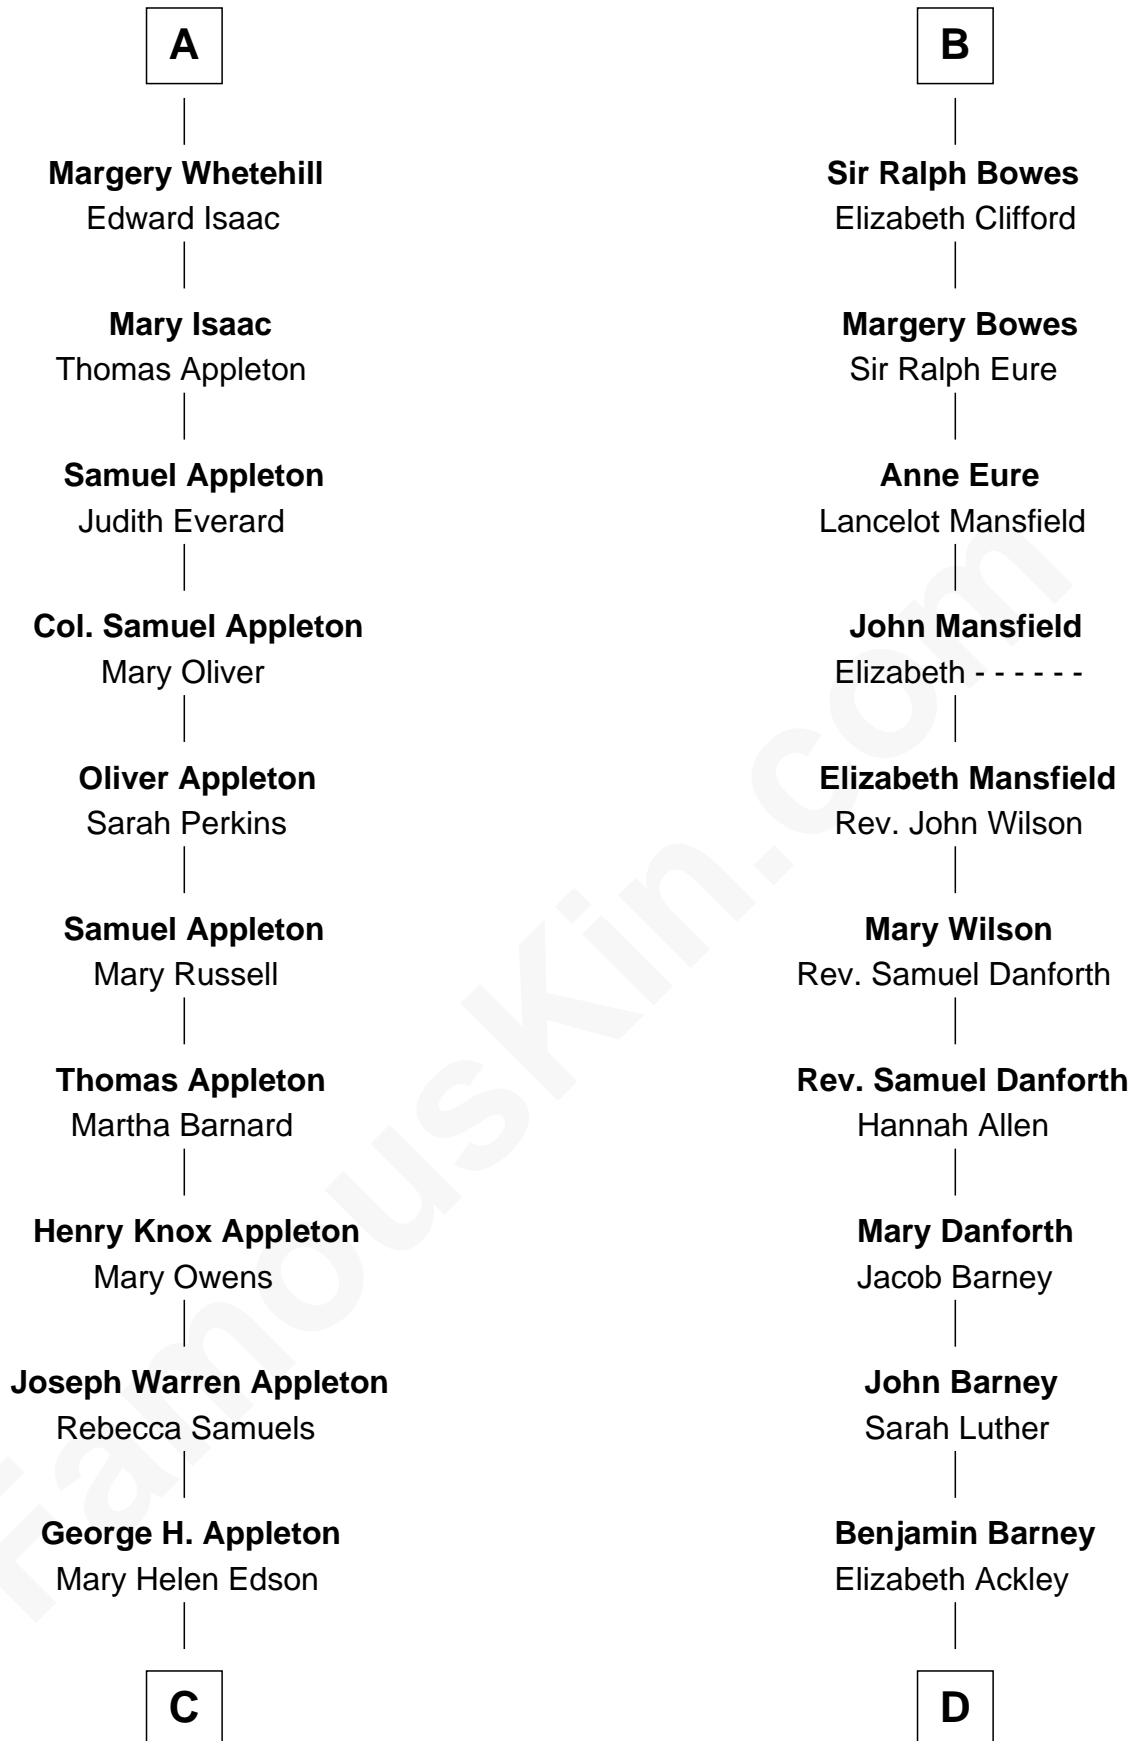 A
Margery Whetehill
Edward Isaac
Mary Isaac
Thomas Appleton
Samuel Appleton
Judith Everard
Col. Samuel Appleton
Mary Oliver
Oliver Appleton
Sarah Perkins
Samuel Appleton
Mary Russell
Thomas Appleton
Martha Barnard
Henry Knox Appleton
Mary Owens
Joseph Warren Appleton
Rebecca Samuels
George H. Appleton
Mary Helen Edson
C
B
Sir Ralph Bowes
Elizabeth Clifford
Margery Bowes
Sir Ralph Eure
Anne Eure
Lancelot Mansfield
John Mansfield
Elizabeth - - - - - -
Elizabeth Mansfield
Rev. John Wilson
Mary Wilson
Rev. Samuel Danforth
Rev. Samuel Danforth
Hannah Allen
Mary Danforth
Jacob Barney
John Barney
Sarah Luther
Benjamin Barney
Elizabeth Ackley
D
FamousKin.com